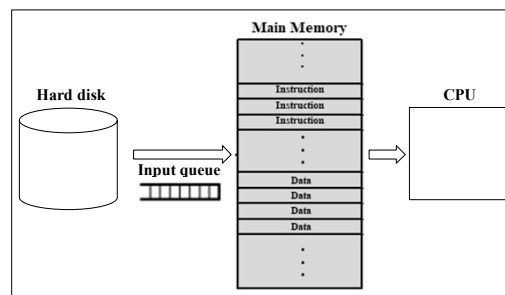 Main Memory
Hard disk
CPU
Instruction
Instruction
Instruction
Input queue
Data
Data
Data
Data